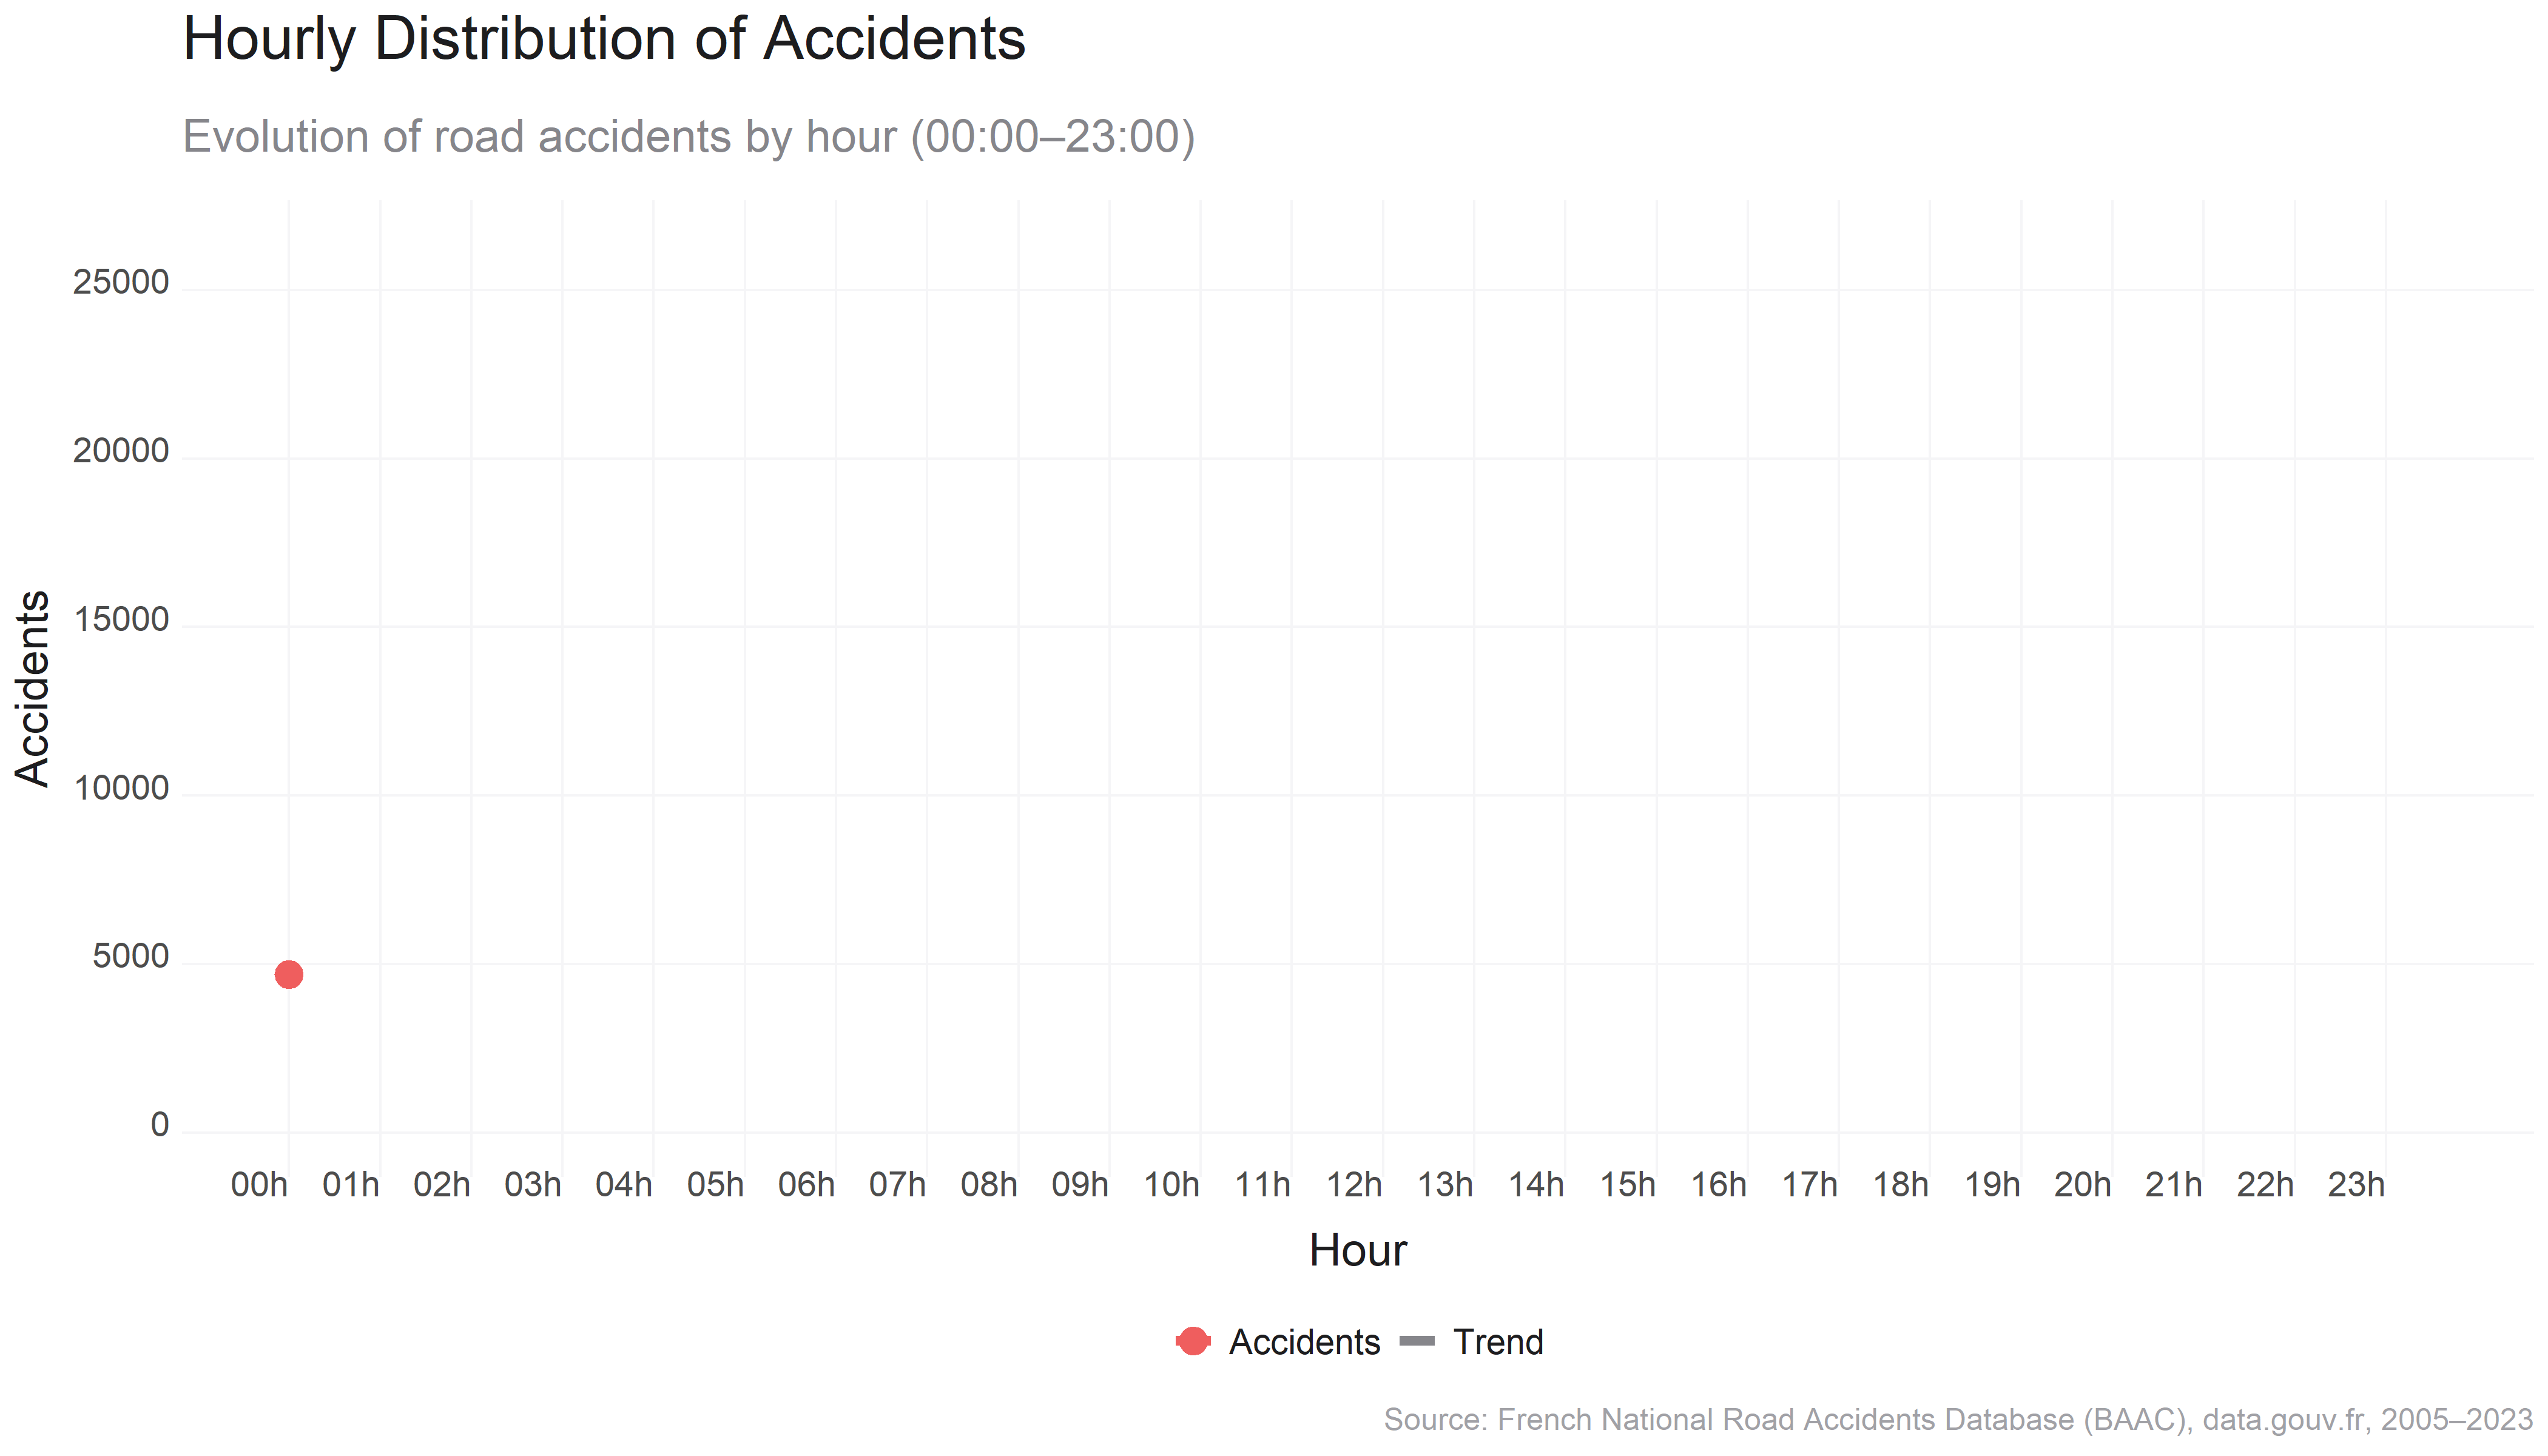 Hourly Distribution of Accidents
Evolution of road accidents by hour (00:00–23:00)
25000
20000
15000
10000
5000
0
Accidents
00h 01h 02h 03h 04h 05h 06h 07h 08h 09h 10h 11h 12h 13h 14h 15h 16h 17h 18h 19h 20h 21h 22h 23h
Hour
Accidents Trend
Source: French National Road Accidents Database (BAAC), data.gouv.fr, 2005–2023